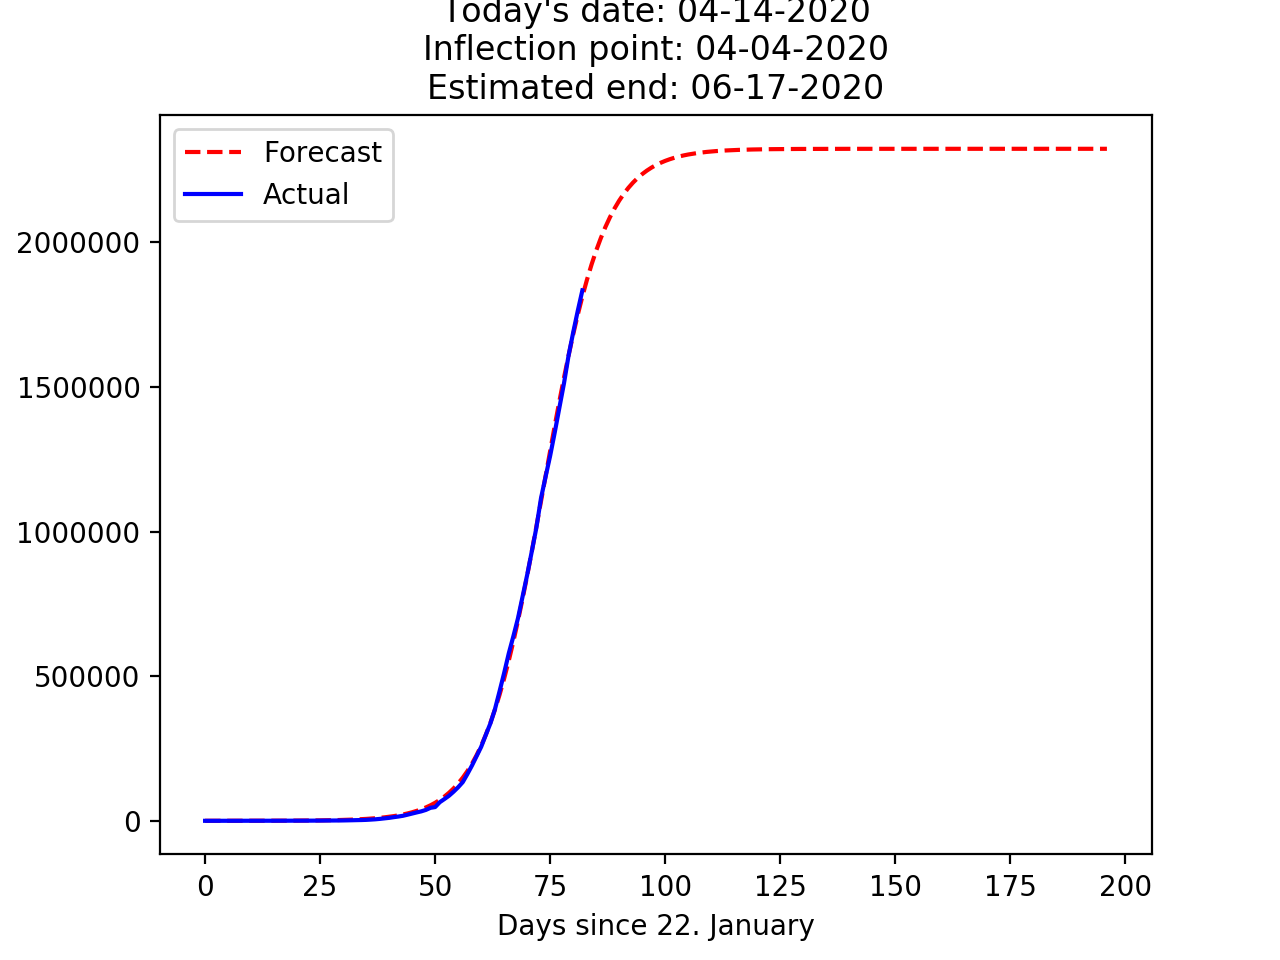 Today's date: 04-14-2020
Inflection point: 04-04-2020
Estimated end: 06-17-2020
Forecast
Actual
2000000
1500000
1000000
500000
0
0 25 50 75 100 125 150 175 200
Days since 22. January